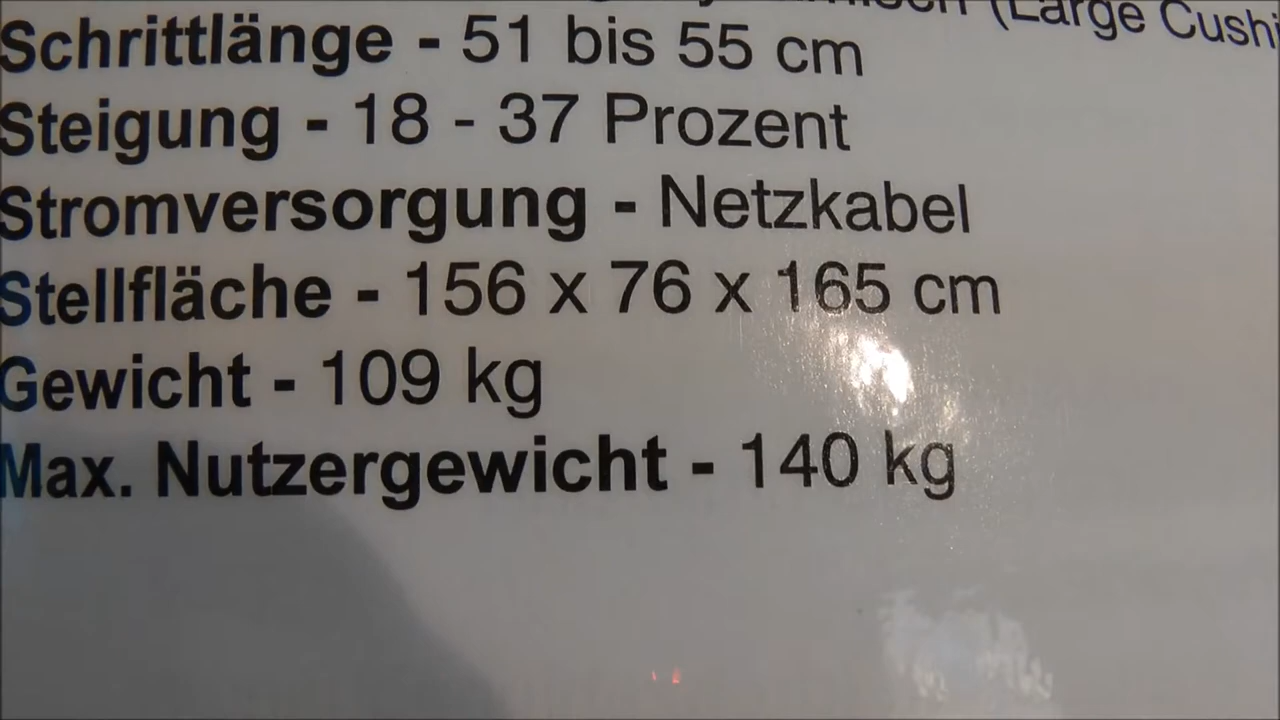 (Large
Schrittlänge - 51 bis 55 cm
Steigung - 18 - 37 Prozent
Stromversorgung - Netzkabel
Stellfläche - 156 x 76 x 165 cm
Gewicht - 109 kg
Max. Nutzergewicht - 140 kg